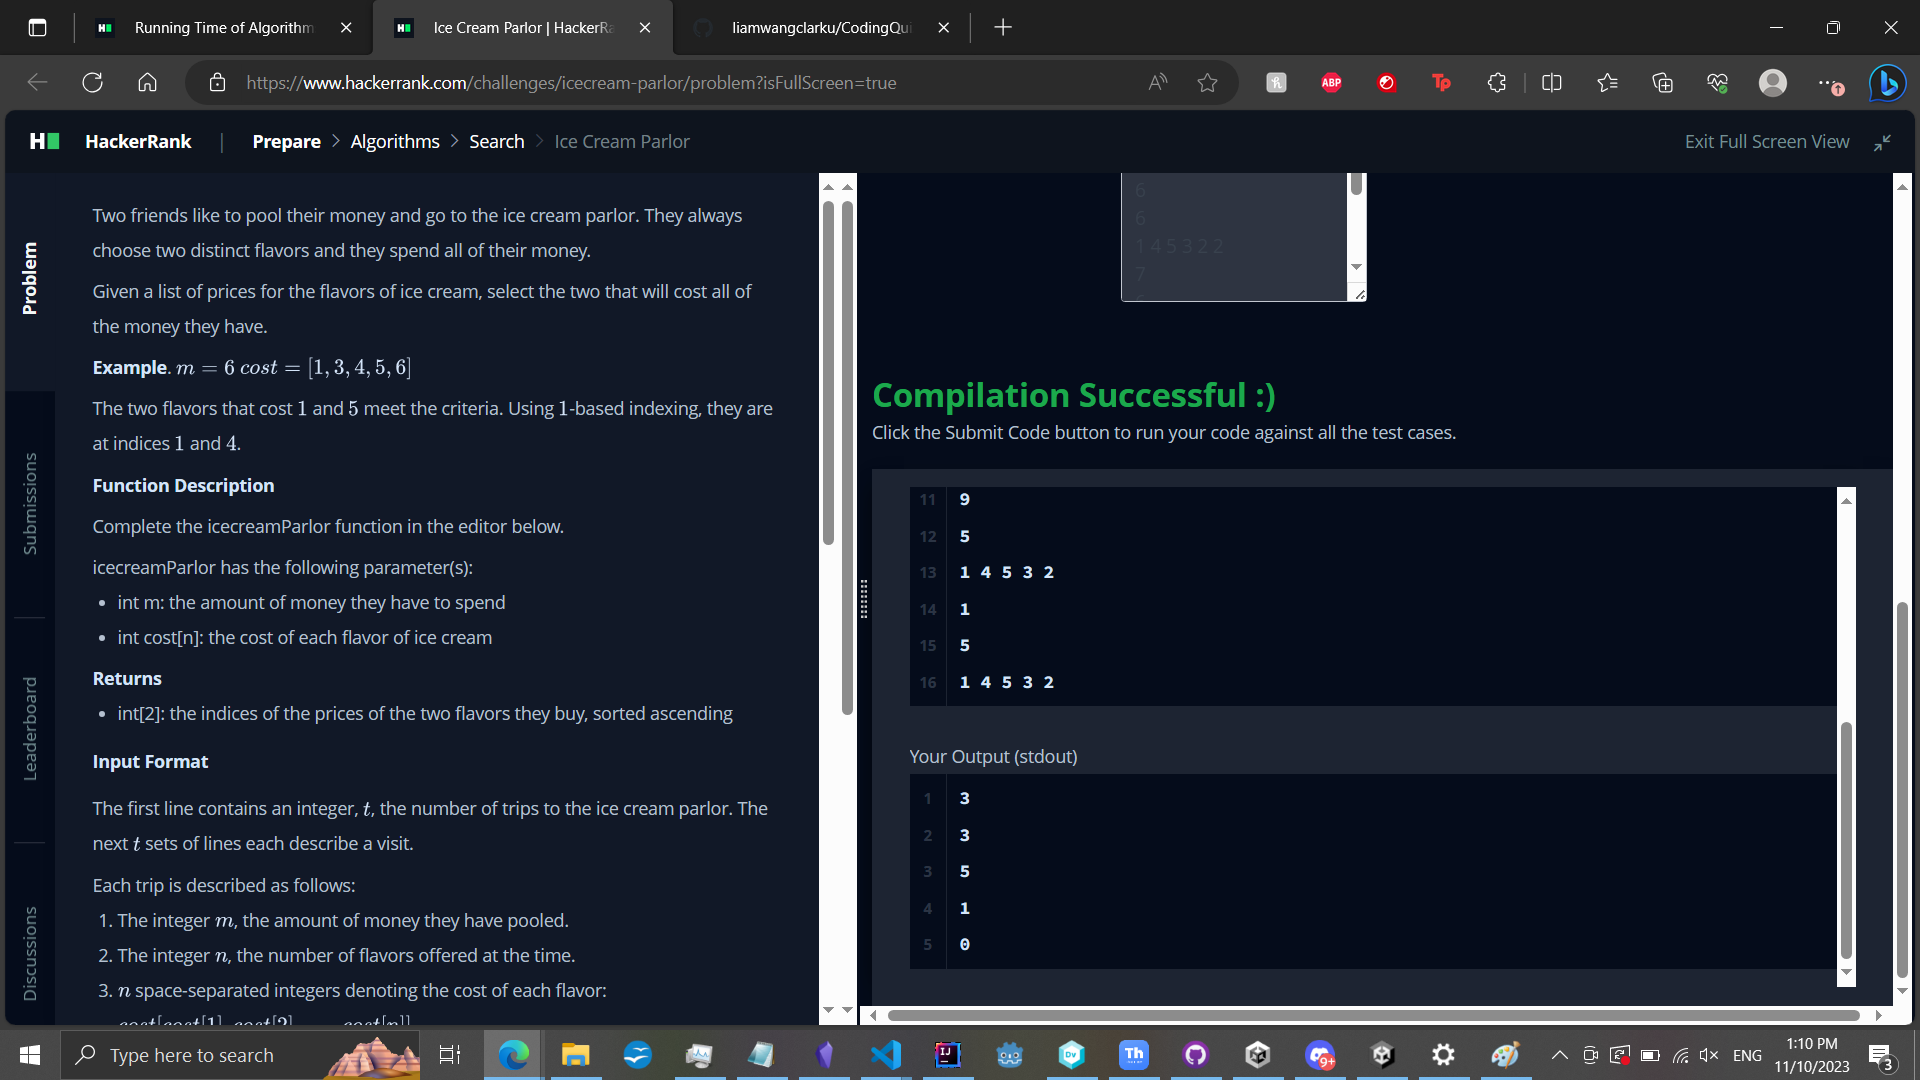 Running Time of Algorithm
Ice Cream Parlor | HackerRa
liamwangclarku/CodingQui
https://www.hackerrank.com/challenges/icecream-parlor/problem?isFullScreen=true
ABP
Tp
HackerRank | Prepare > Algorithms > Search > Ice Cream Parlor
Exit Full Screen View
Problem
Submissions
Leaderboard
Discussions
Two friends like to pool their money and go to the ice cream parlor. They always
choose two distinct flavors and they spend all of their money.
Given a list of prices for the flavors of ice cream, select the two that will cost all of
the money they have.
Example. m = 6 cost = [1, 3, 4, 5, 6]
The two flavors that cost 1 and 5 meet the criteria. Using 1-based indexing, they are
at indices 1 and 4.
Function Description
Complete the icecreamParlor function in the editor below.
icecreamParlor has the following parameter(s):
• int m: the amount of money they have to spend
• int cost[n]: the cost of each flavor of ice cream
Returns
• int[2]: the indices of the prices of the two flavors they buy, sorted ascending
Input Format
The first line contains an integer, t, the number of trips to the ice cream parlor. The
next t sets of lines each describe a visit.
Each trip is described as follows:
1. The integer m, the amount of money they have pooled.
2. The integer n, the number of flavors offered at the time.
3. n space-separated integers denoting the cost of each flavor:
6
6
1 4 5 3 2 2
7
Compilation Successful :)
Click the Submit Code button to run your code against all the test cases.
11 9
12 5
13 1 4 5 3 2
14 1
15 5
16 1 4 5 3 2
Your Output (stdout)
1 3
2 3
3 5
4 1
5 0
Type here to search
IJ
Dv
Th
9+
ENG
1:10 PM
11/10/2023
3